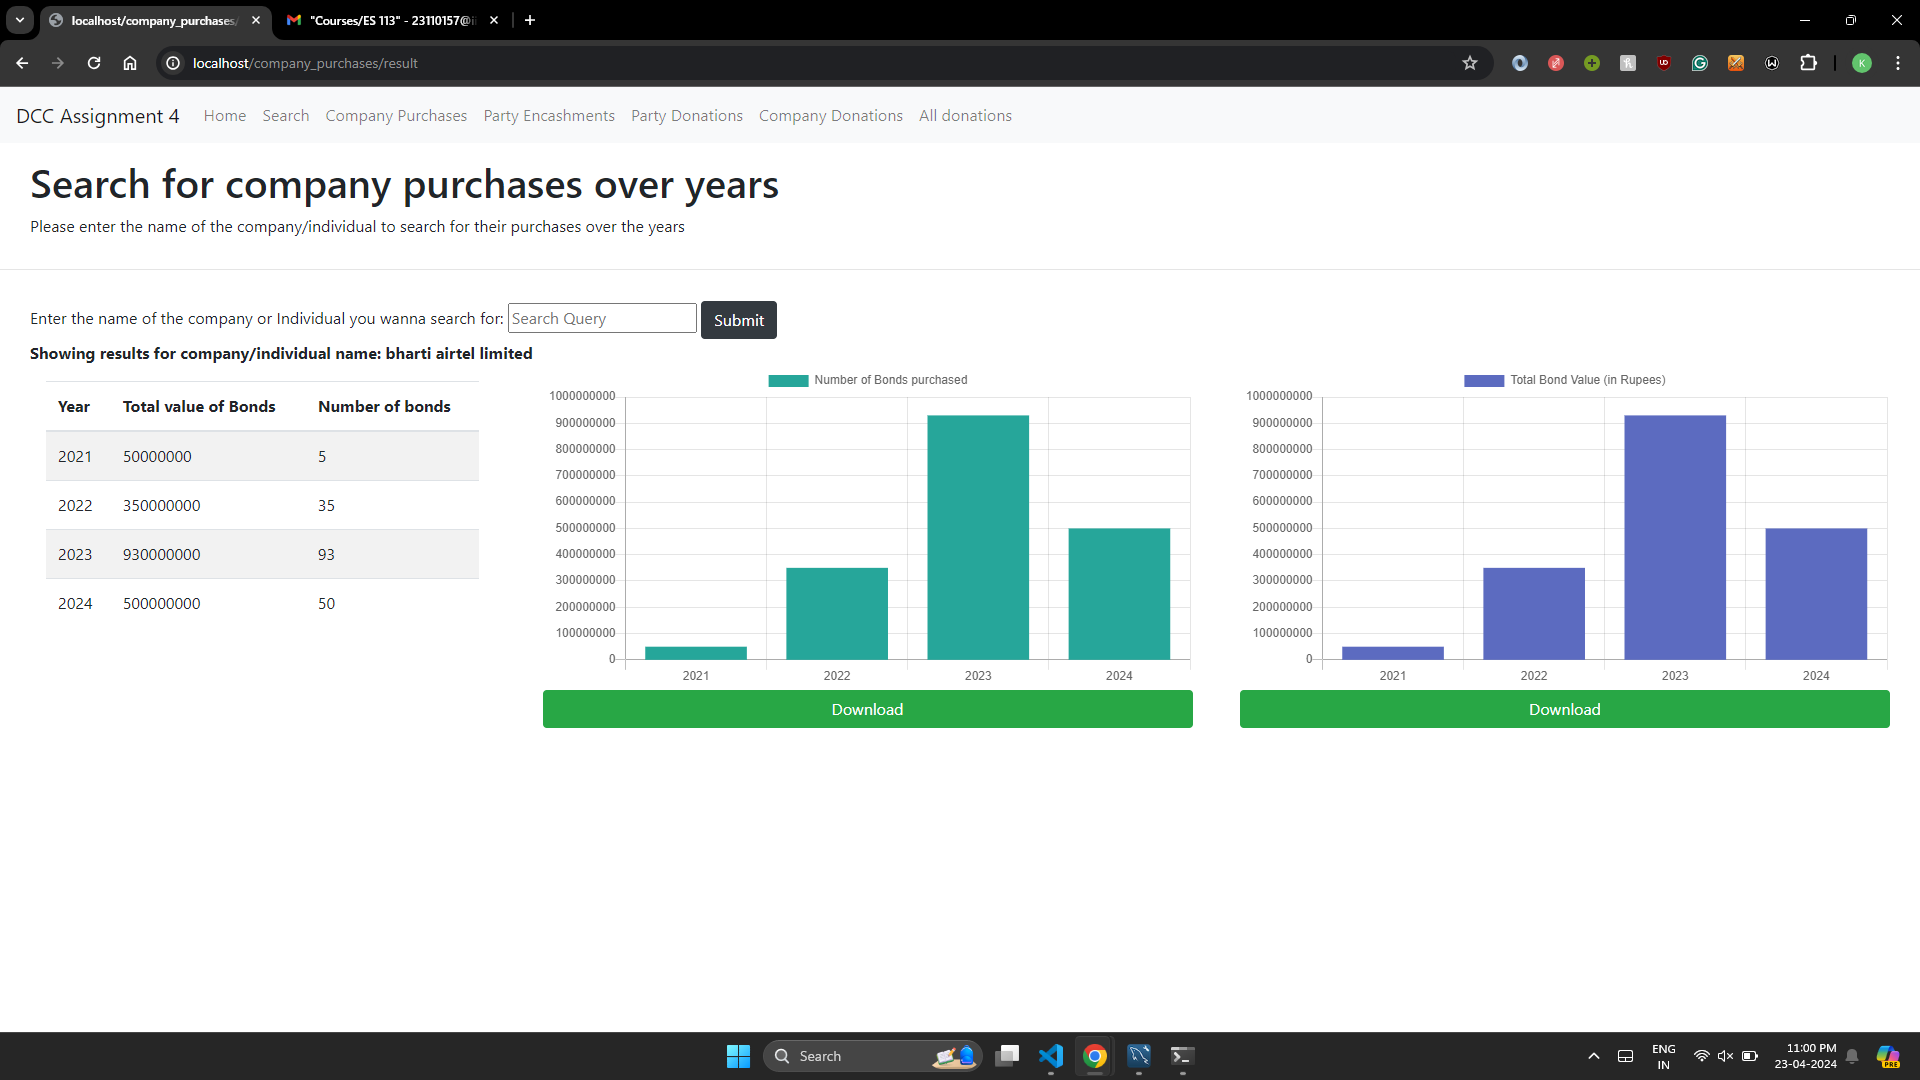 localhost/company_purchases/
"Courses/ES 113" - 23110157@ii
localhost/company_purchases/result
K
DCC Assignment 4 Home Search Company Purchases Party Encashments Party Donations Company Donations All donations
Search for company purchases over years
Please enter the name of the company/individual to search for their purchases over the years
Enter the name of the company or Individual you wanna search for: Search Query Submit
Showing results for company/individual name: bharti airtel limited
Year Total value of Bonds Number of bonds
2021 50000000 5
2022 350000000 35
2023 930000000 93
2024 500000000 50
Number of Bonds purchased
1000000000
900000000
800000000
700000000
600000000
500000000
400000000
300000000
200000000
100000000
0
2021 2022 2023 2024
Download
Total Bond Value (in Rupees)
1000000000
900000000
800000000
700000000
600000000
500000000
400000000
300000000
200000000
100000000
0
2021 2022 2023 2024
Download
Search
ENG
IN
11:00 PM
23-04-2024
PRE